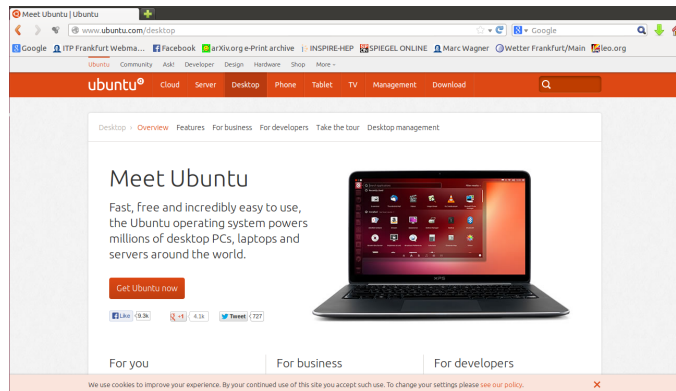 Meet Ubuntu | Ubuntu
www.ubuntu.com/desktop
Google
Google
ITP Frankfurt Webma...
Facebook
arXiv.org e-Print archive
INSPIRE-HEP
SPIEGEL ONLINE
Marc Wagner
Wetter Frankfurt/Main
leo.org
Ubuntu Community Ask! Developer Design Hardware Shop More
ubuntu Cloud Server Desktop Phone Tablet TV Management Download
Desktop › Overview Features For business For developers Take the tour Desktop management
Meet Ubuntu
Fast, free and incredibly easy to use,
the Ubuntu operating system powers
millions of desktop PCs, laptops and
servers around the world.
Get Ubuntu now
Like 9.3k +1 4.1k Tweet 727
XPS
For you For business For developers
We use cookies to improve your experience. By your continued use of this site you accept such use. To change your settings please see our policy.